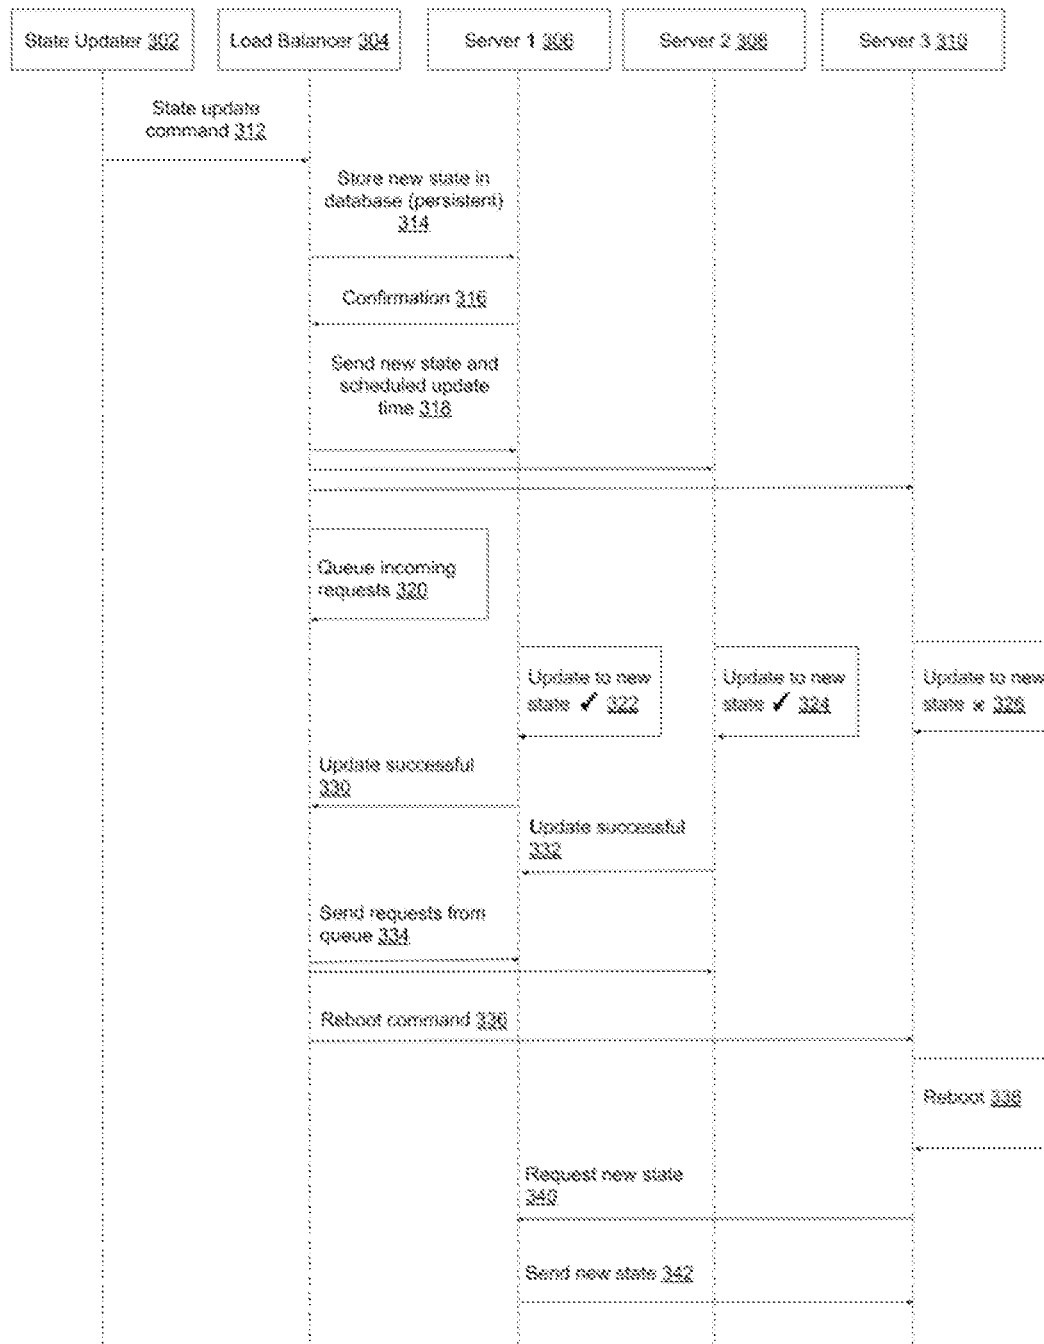 State Updater 302
Load Balancer 304
Server 1 306
Server 2 308
Server 3 310
State update
command 312
Store new state in
database (persistent)
314
Confirmation 316
Send new state and
scheduled update
time 318
Queue incoming
requests 320
Update to new
state ✓ 322
Update to new
state ✓ 324
Update to new
state × 326
Update successful
330
Update successful
332
Send requests from
queue 334
Reboot command 336
Reboot 338
Request new state
340
Send new state 342